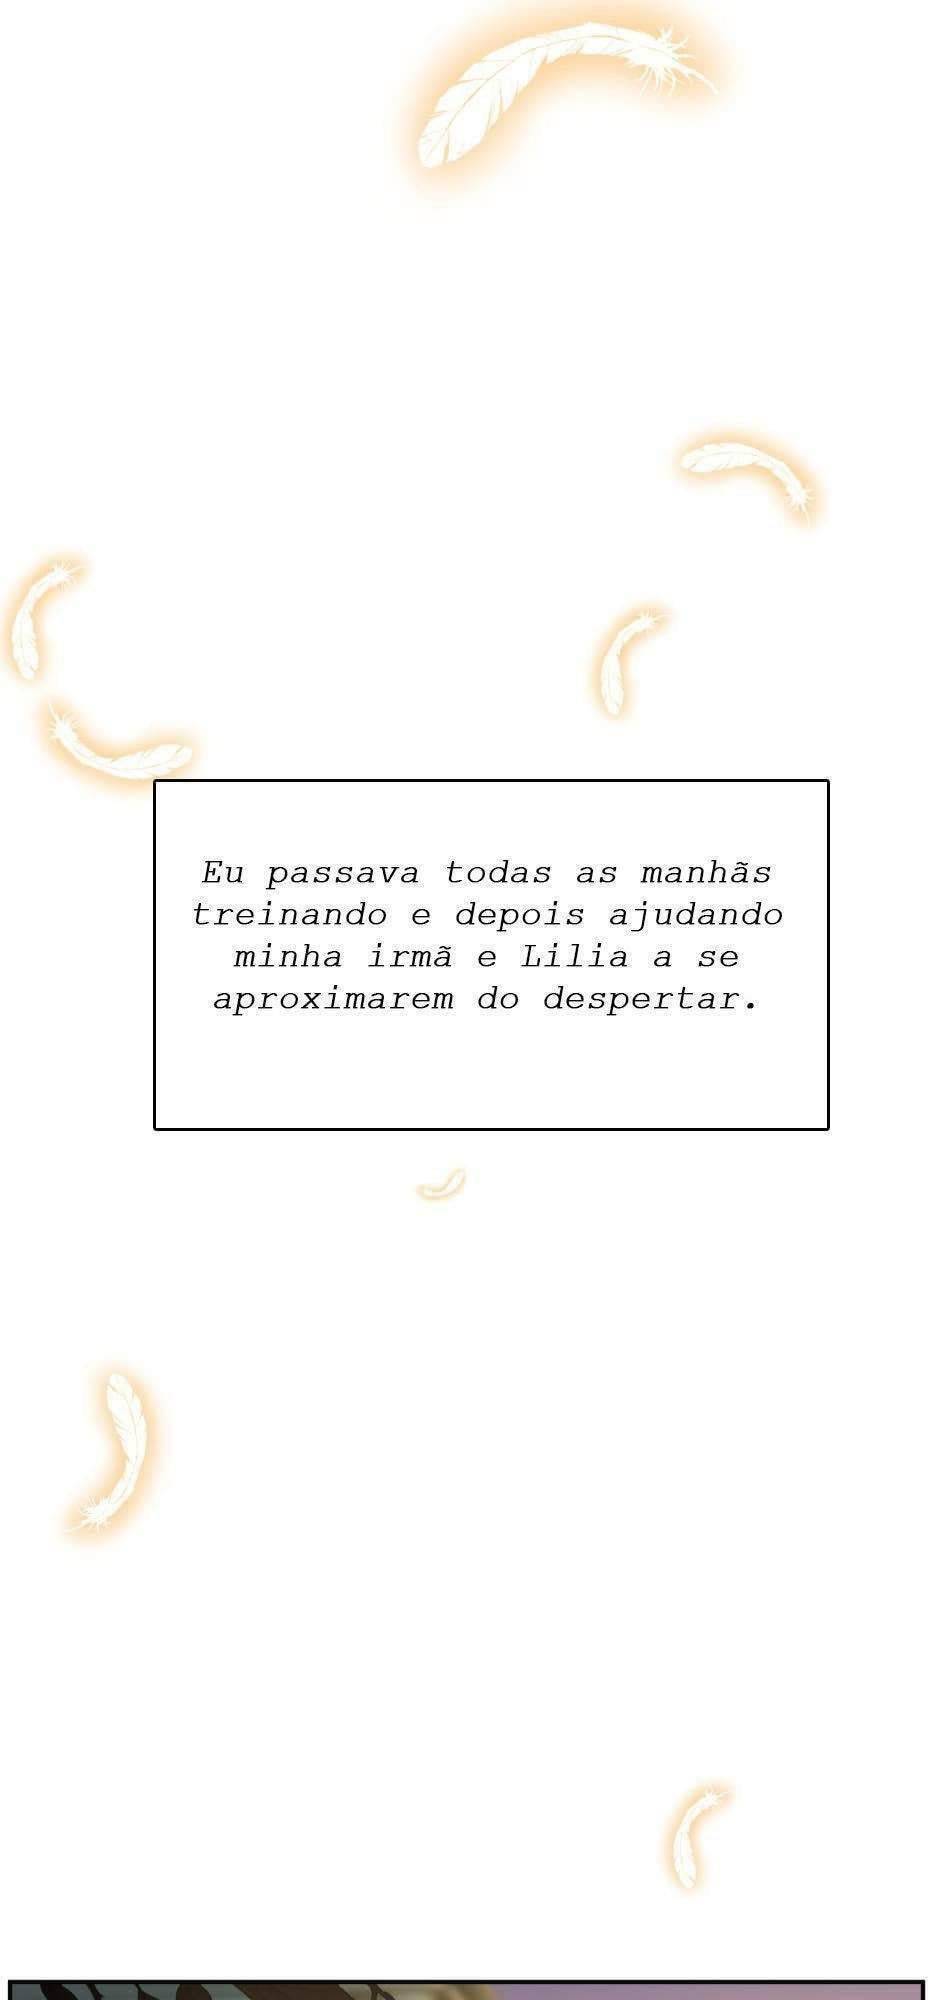 Eu passava todas as manhãs
treinando e depois ajudando
minha irmã e Lilia a se
aproximarem do despertar.